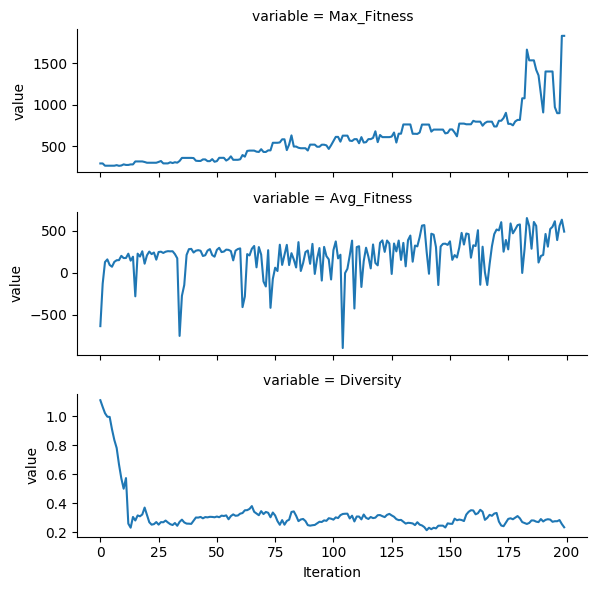 variable = Max_Fitness
1500
1000
500
value
variable = Avg_Fitness
500
0
−500
value
variable = Diversity
1.0
0.8
0.6
0.4
0.2
value
0 25 50 75 100 125 150 175 200
Iteration